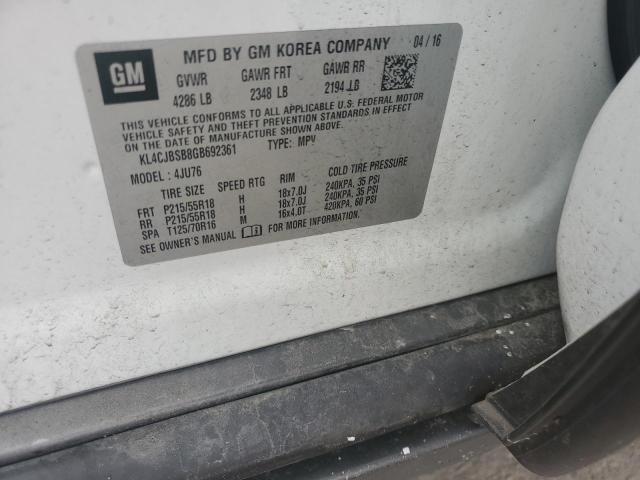 GM
MFD BY GM KOREA COMPANY 04/16
GVWR GAWR FRT GAWR RR
4286 LB 2348 LB 2194 LB
THIS VEHICLE CONFORMS TO ALL APPLICABLE U.S. FEDERAL MOTOR
VEHICLE SAFETY AND THEFT PREVENTION STANDARDS IN EFFECT
ON THE DATE OF MANUFACTURE SHOWN ABOVE.
KL4CJBSB8GB692361 TYPE: MPV
MODEL: 4JU76
TIRE SIZE SPEED RTG RIM COLD TIRE PRESSURE
FRT P215/55R18 H 18x7.0J 240KPA, 35 PSI
RR P215/55R18 H 18x7.0J 240KPA, 35 PSI
SPA T125/70R16 M 16x4.0T 420KPA, 60 PSI
SEE OWNER'S MANUAL FOR MORE INFORMATION.